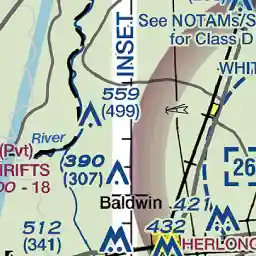 See NOTAMs/S
for Class D
INSET
WHIT
559
(499)
River
(Pvt)
390
(307)
00 - 18
Baldwin
26
421
512
(341)
432
HERLONG